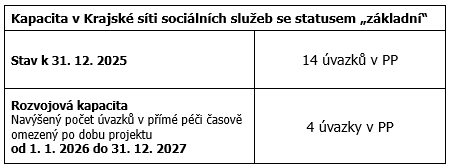 Kapacita v Krajské síti sociálních služeb se statusem „základní“
Stav k 31. 12. 2025
14 úvazků v PP
Rozvojová kapacita
Navýšený počet úvazků v přímé péči časově
omezený po dobu projektu
od 1. 1. 2026 do 31. 12. 2027
4 úvazky v PP